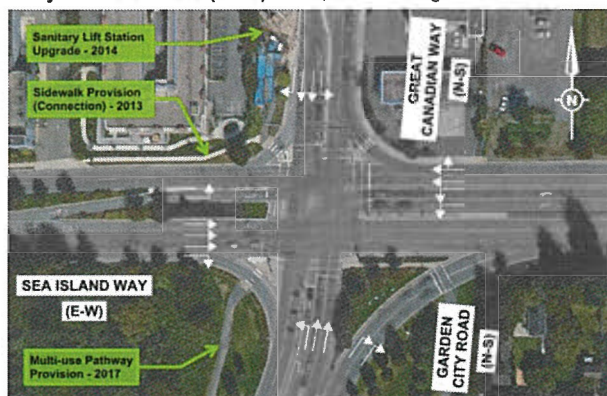 Sanitary Lift Station
Upgrade - 2014
Sidewalk Provision
(Connection) - 2013
GREAT
CANADIAN WAY
(N-S)
N
SEA ISLAND WAY
(E-W)
Multi-use Pathway
Provision - 2017
GARDEN
CITY ROAD
(N-S)